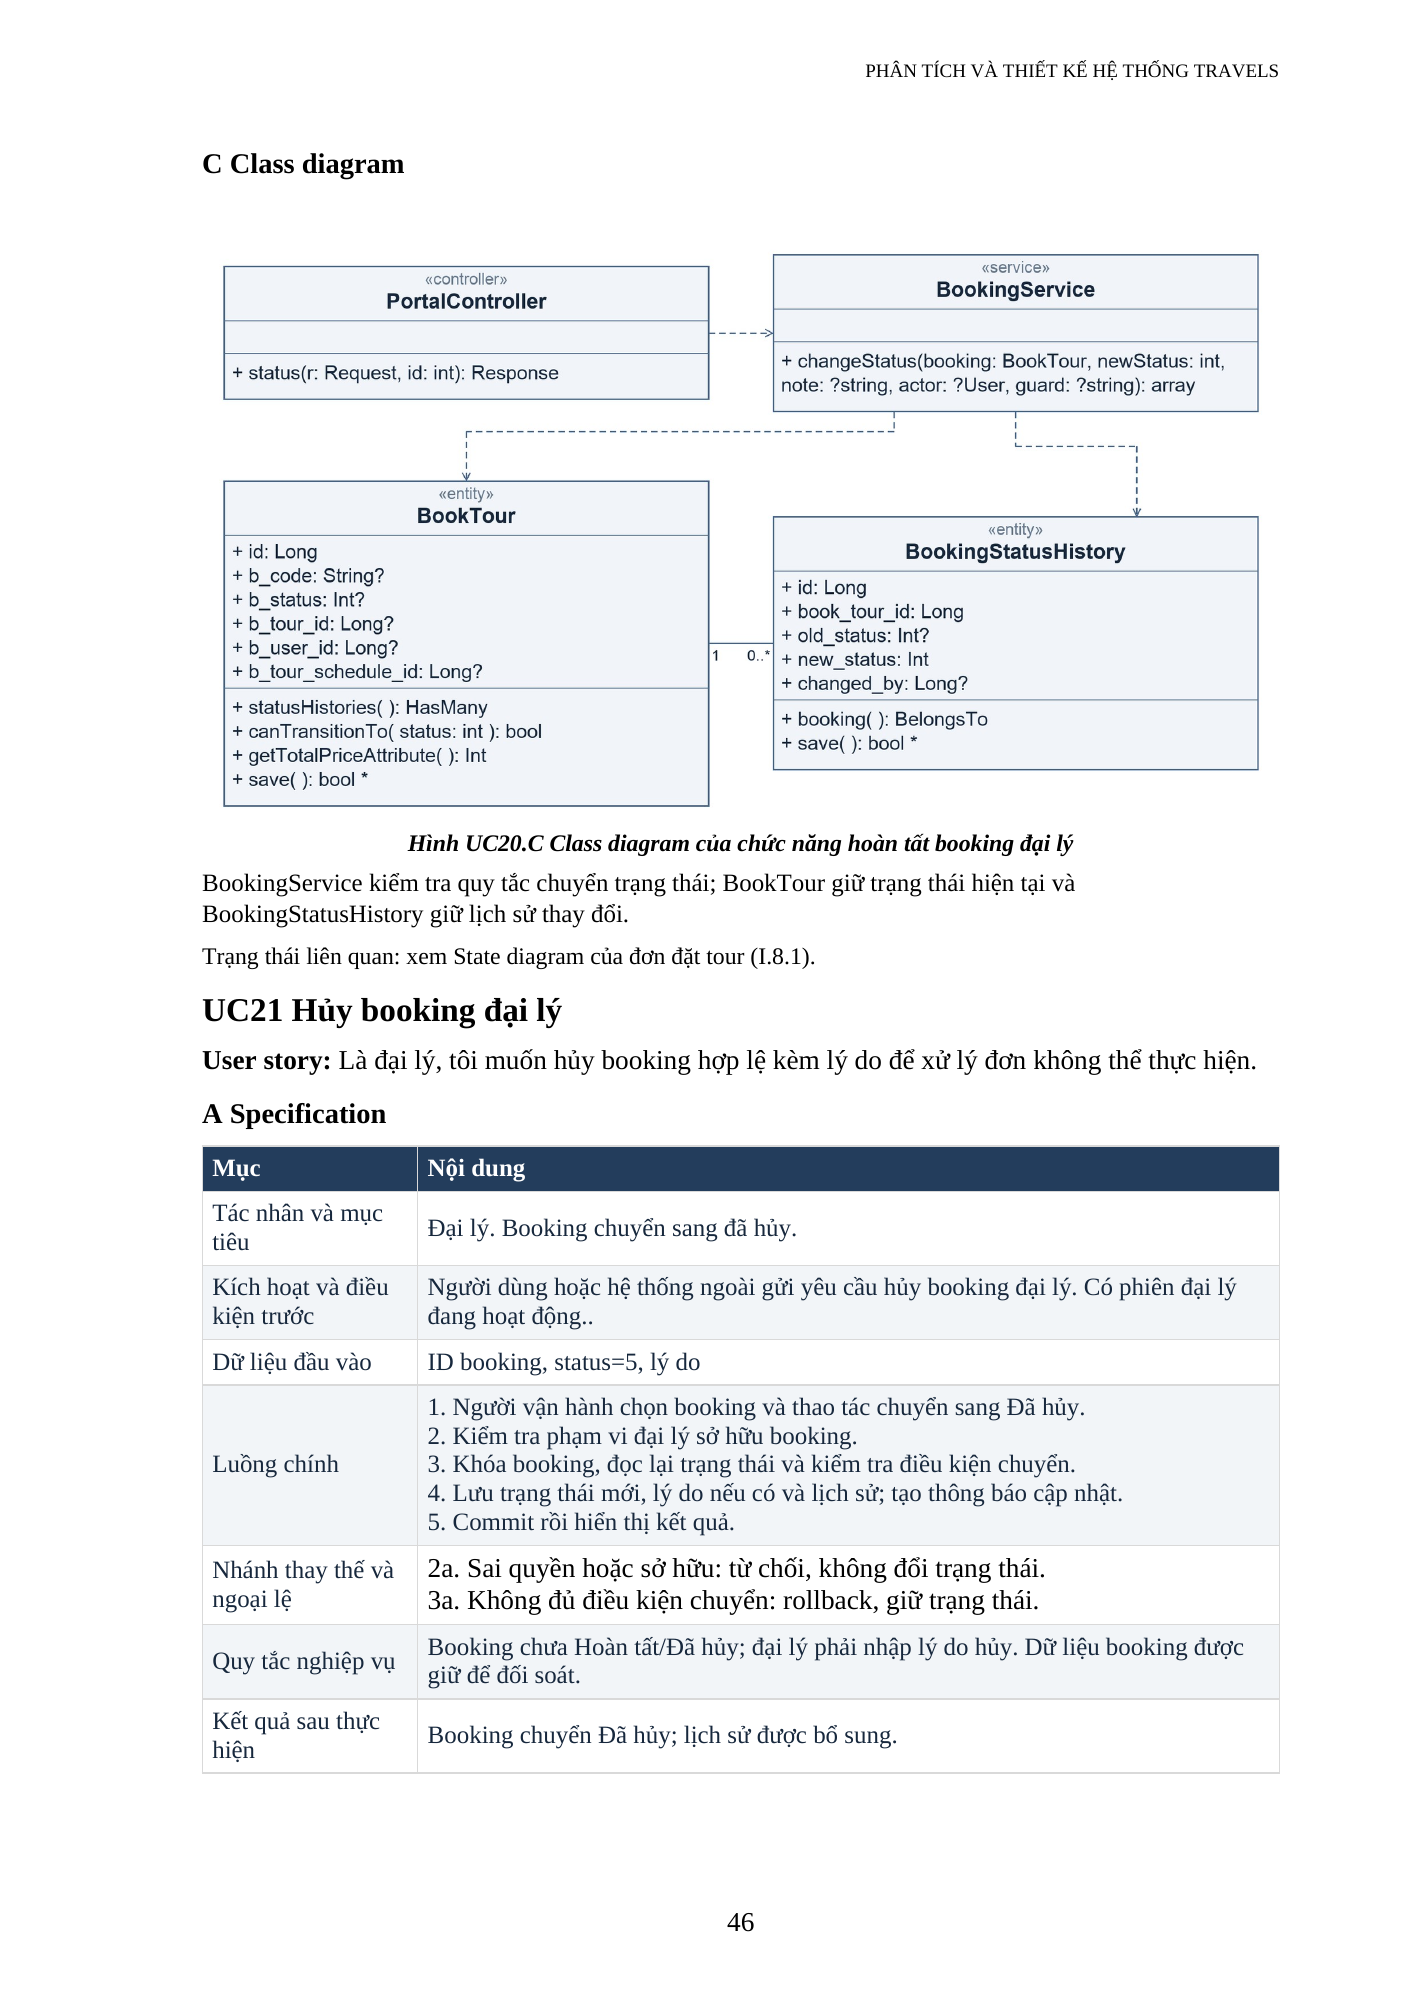 PHÂN TÍCH VÀ THIẾT KẾ HỆ THỐNG TRAVELS
C Class diagram
«controller»
PortalController
+ status(r: Request, id: int): Response
«service»
BookingService
+ changeStatus(booking: BookTour, newStatus: int,
note: ?string, actor: ?User, guard: ?string): array
«entity»
BookTour
+ id: Long
+ b_code: String?
+ b_status: Int?
+ b_tour_id: Long?
+ b_user_id: Long?
+ b_tour_schedule_id: Long?
+ statusHistories( ): HasMany
+ canTransitionTo( status: int ): bool
+ getTotalPriceAttribute( ): Int
+ save( ): bool *
1 0..*
«entity»
BookingStatusHistory
+ id: Long
+ book_tour_id: Long
+ old_status: Int?
+ new_status: Int
+ changed_by: Long?
+ booking( ): BelongsTo
+ save( ): bool *
Hình UC20.C Class diagram của chức năng hoàn tất booking đại lý
BookingService kiểm tra quy tắc chuyển trạng thái; BookTour giữ trạng thái hiện tại và
BookingStatusHistory giữ lịch sử thay đổi.
Trạng thái liên quan: xem State diagram của đơn đặt tour (I.8.1).
UC21 Hủy booking đại lý
User story: Là đại lý, tôi muốn hủy booking hợp lệ kèm lý do để xử lý đơn không thể thực hiện.
A Specification
Mục Nội dung
Tác nhân và mục
tiêu
Đại lý. Booking chuyển sang đã hủy.
Kích hoạt và điều
kiện trước
Người dùng hoặc hệ thống ngoài gửi yêu cầu hủy booking đại lý. Có phiên đại lý
đang hoạt động..
Dữ liệu đầu vào ID booking, status=5, lý do
Luồng chính
1. Người vận hành chọn booking và thao tác chuyển sang Đã hủy.
2. Kiểm tra phạm vi đại lý sở hữu booking.
3. Khóa booking, đọc lại trạng thái và kiểm tra điều kiện chuyển.
4. Lưu trạng thái mới, lý do nếu có và lịch sử; tạo thông báo cập nhật.
5. Commit rồi hiển thị kết quả.
Nhánh thay thế và
ngoại lệ
2a. Sai quyền hoặc sở hữu: từ chối, không đổi trạng thái.
3a. Không đủ điều kiện chuyển: rollback, giữ trạng thái.
Quy tắc nghiệp vụ
Booking chưa Hoàn tất/Đã hủy; đại lý phải nhập lý do hủy. Dữ liệu booking được
giữ để đối soát.
Kết quả sau thực
hiện
Booking chuyển Đã hủy; lịch sử được bổ sung.
46